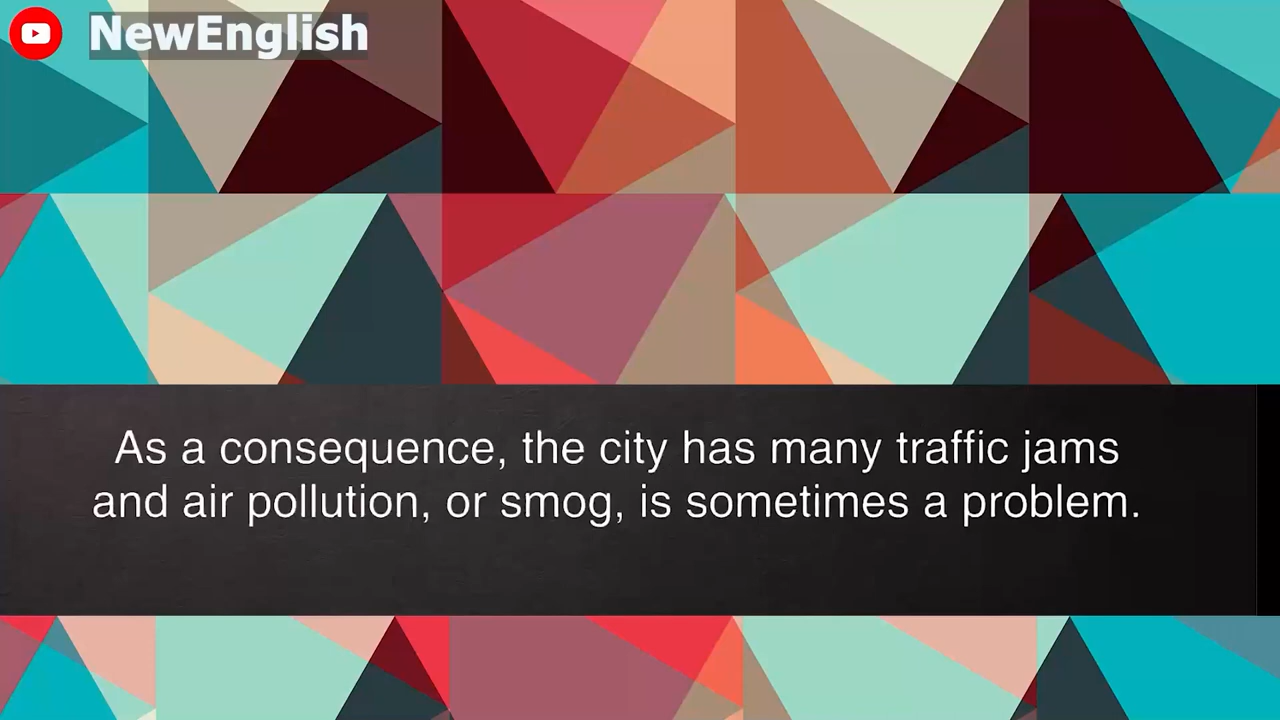 NewEnglish
As a consequence, the city has many traffic jams
and air pollution, or smog, is sometimes a problem.